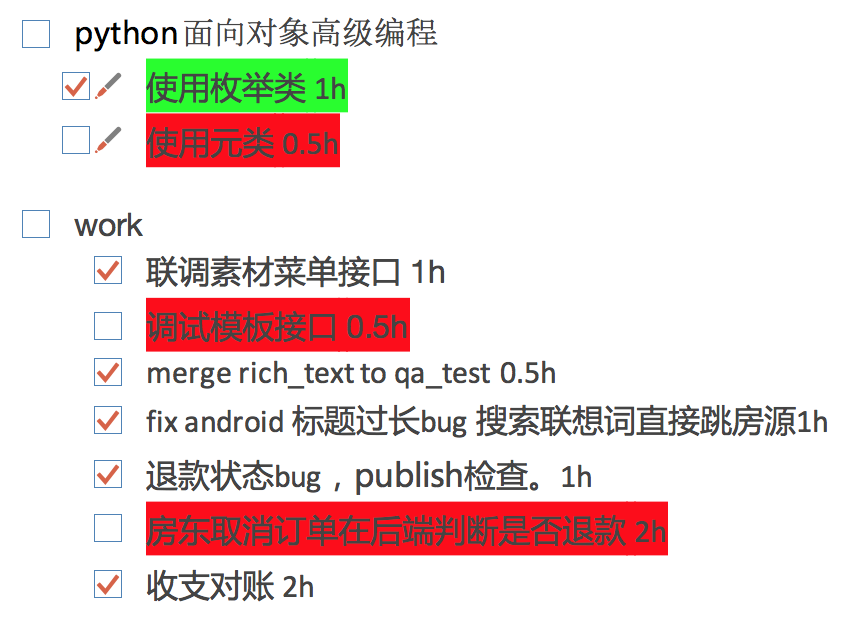 python面向对象高级编程
使用枚举类 1h
使用元类 0.5h
work
联调素材菜单接口 1h
调试模板接口 0.5h
merge rich_text to qa_test 0.5h
fix android 标题过长bug 搜索联想词直接跳房源1h
退款状态bug，publish检查。1h
房东取消订单在后端判断是否退款 2h
收支对账 2h